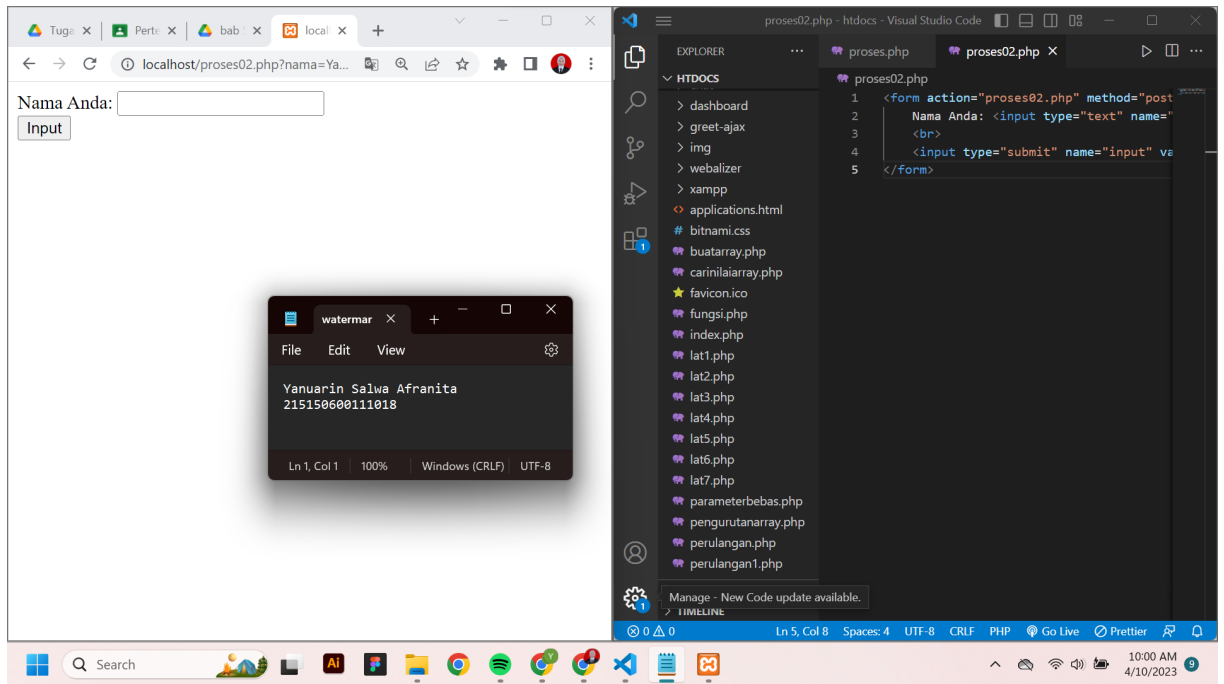 Tuga
Perte
bab
local
localhost/proses02.php?nama=Ya...
Nama Anda:
Input
watermar
File Edit View
Yanuarin Salwa Afranita
215150600111018
Ln 1, Col 1 100% Windows (CRLF) UTF-8
proses02.php - htdocs - Visual Studio Code
EXPLORER
HTDOCS
dashboard
greet-ajax
img
webalizer
xampp
applications.html
bitnami.css
buatarray.php
carinilaiarray.php
favicon.ico
fungsi.php
index.php
lat1.php
lat2.php
lat3.php
lat4.php
lat5.php
lat6.php
lat7.php
parameterbebas.php
pengurutanarray.php
perulangan.php
perulangan1.php
TIMELINE
Manage - New Code update available.
1
1
proses.php proses02.php
proses02.php
1 <form action="proses02.php" method="post
2 Nama Anda: <input type="text" name="
3 <br>
4 <input type="submit" name="input" va
5 </form>
0 0 Ln 5, Col 8 Spaces: 4 UTF-8 CRLF PHP Go Live Prettier
Search
Ai
Y
10:00 AM
4/10/2023
9